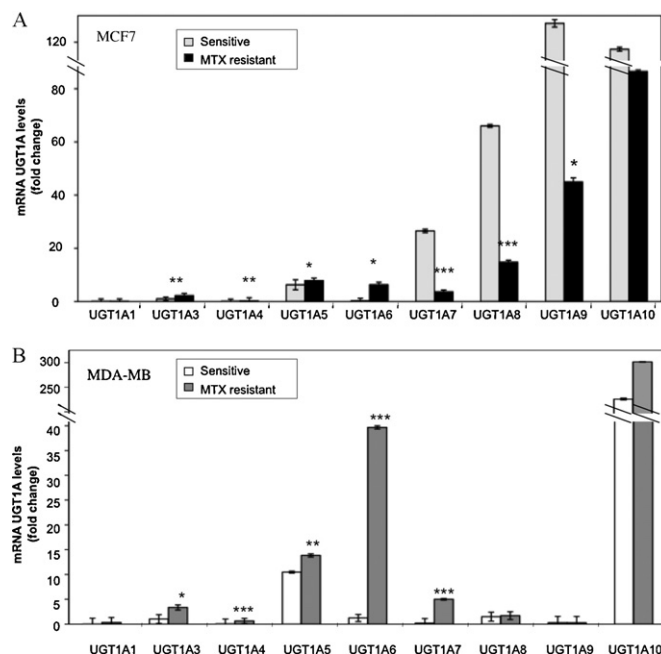 A
MCF7
Sensitive
MTX resistant
mRNA UGT1A levels
(fold change)
120
80
60
40
20
0
** ** * * *** *** *
UGT1A1 UGT1A3 UGT1A4 UGT1A5 UGT1A6 UGT1A7 UGT1A8 UGT1A9 UGT1A10
B
MDA-MB
Sensitive
MTX resistant
mRNA UGT1A levels
(fold change)
300
250
40
35
30
25
20
15
10
5
0
* *** ** *** ***
UGT1A1 UGT1A3 UGT1A4 UGT1A5 UGT1A6 UGT1A7 UGT1A8 UGT1A9 UGT1A10